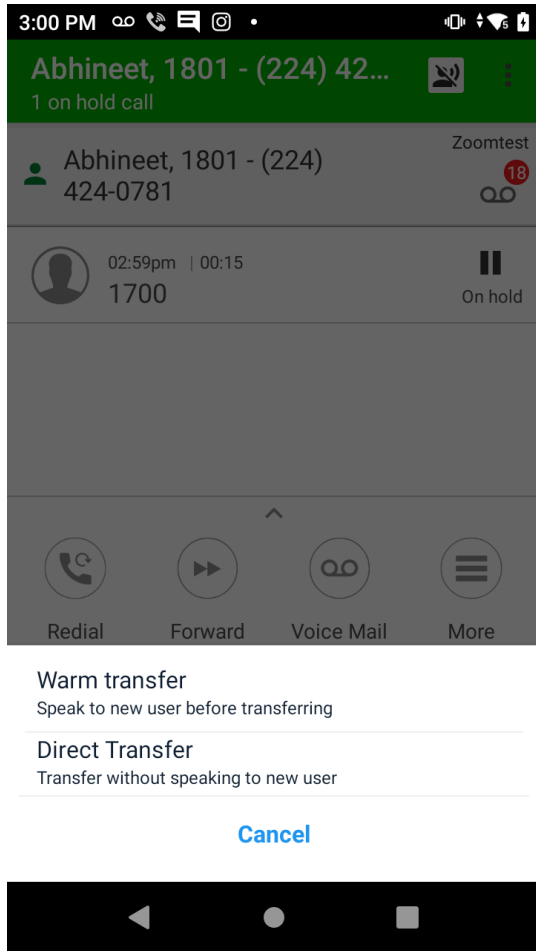 3:00 PM
5
Abhineet, 1801 - (224) 42...
1 on hold call
Abhineet, 1801 - (224)
424-0781
Zoomtest
18
02:59pm | 00:15
1700
On hold
Redial
Forward
Voice Mail
More
Warm transfer
Speak to new user before transferring
Direct Transfer
Transfer without speaking to new user
Cancel